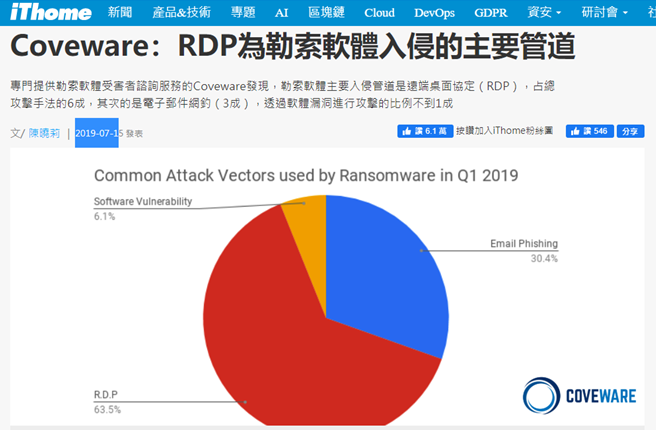 iThome 新聞 產品&技術 專題 AI 區塊鏈 Cloud DevOps GDPR 資安 研討會 社
Coveware：RDP為勒索軟體入侵的主要管道
專門提供勒索軟體受害者諮詢服務的Coveware發現，勒索軟體主要入侵管道是遠端桌面協定（RDP），占總
攻擊手法的6成，其次的是電子郵件網釣（3成），透過軟體漏洞進行攻擊的比例不到1成
文/ 陳曉莉 | 2019-07-15 發表 讚 6.1 萬 按讚加入iThome粉絲團 讚 546 分享
Common Attack Vectors used by Ransomware in Q1 2019
Software Vulnerability
6.1%
Email Phishing
30.4%
R.D.P
63.5%
COVEWARE